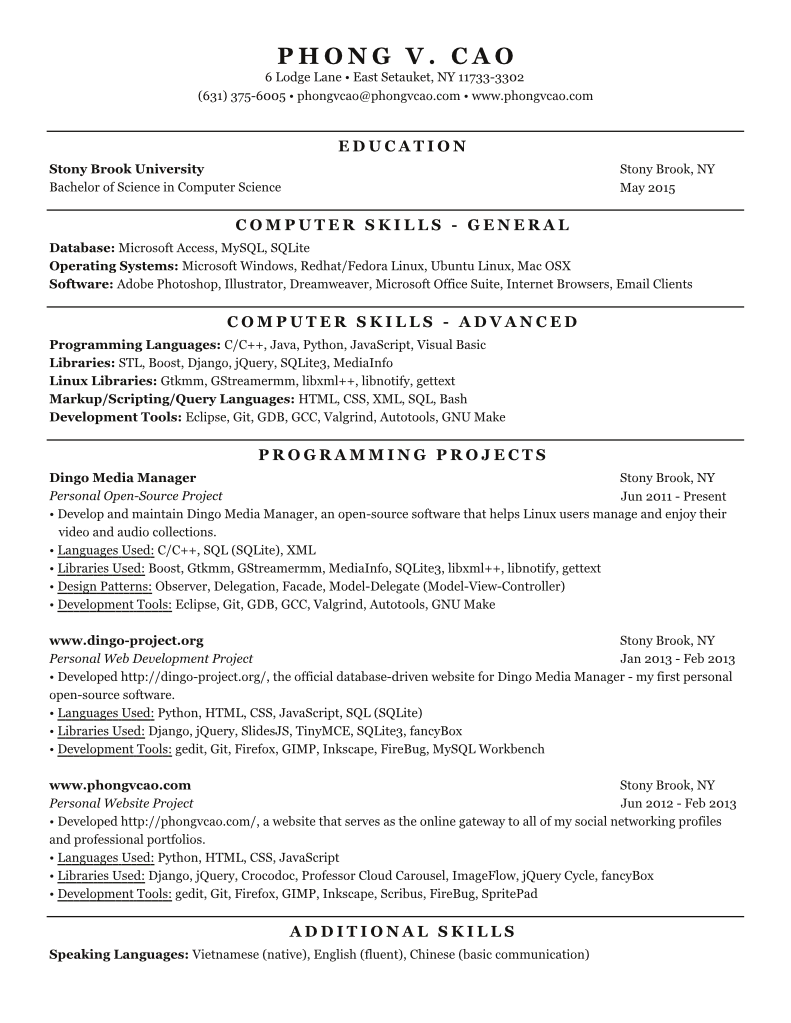 PHONG V. CAO
6 Lodge Lane • East Setauket, NY 11733-3302
(631) 375-6005 • phongvcao@phongvcao.com • www.phongvcao.com
EDUCATION
Stony Brook University Stony Brook, NY
Bachelor of Science in Computer Science May 2015
COMPUTER SKILLS - GENERAL
Database: Microsoft Access, MySQL, SQLite
Operating Systems: Microsoft Windows, Redhat/Fedora Linux, Ubuntu Linux, Mac OSX
Software: Adobe Photoshop, Illustrator, Dreamweaver, Microsoft Office Suite, Internet Browsers, Email Clients
COMPUTER SKILLS - ADVANCED
Programming Languages: C/C++, Java, Python, JavaScript, Visual Basic
Libraries: STL, Boost, Django, jQuery, SQLite3, MediaInfo
Linux Libraries: Gtkmm, GStreamermm, libxml++, libnotify, gettext
Markup/Scripting/Query Languages: HTML, CSS, XML, SQL, Bash
Development Tools: Eclipse, Git, GDB, GCC, Valgrind, Autotools, GNU Make
PROGRAMMING PROJECTS
Dingo Media Manager Stony Brook, NY
Personal Open-Source Project Jun 2011 - Present
• Develop and maintain Dingo Media Manager, an open-source software that helps Linux users manage and enjoy their
video and audio collections.
• Languages Used: C/C++, SQL (SQLite), XML
• Libraries Used: Boost, Gtkmm, GStreamermm, MediaInfo, SQLite3, libxml++, libnotify, gettext
• Design Patterns: Observer, Delegation, Facade, Model-Delegate (Model-View-Controller)
• Development Tools: Eclipse, Git, GDB, GCC, Valgrind, Autotools, GNU Make
www.dingo-project.org Stony Brook, NY
Personal Web Development Project Jan 2013 - Feb 2013
• Developed http://dingo-project.org/, the official database-driven website for Dingo Media Manager - my first personal
open-source software.
• Languages Used: Python, HTML, CSS, JavaScript, SQL (SQLite)
• Libraries Used: Django, jQuery, SlidesJS, TinyMCE, SQLite3, fancyBox
• Development Tools: gedit, Git, Firefox, GIMP, Inkscape, FireBug, MySQL Workbench
www.phongvcao.com Stony Brook, NY
Personal Website Project Jun 2012 - Feb 2013
• Developed http://phongvcao.com/, a website that serves as the online gateway to all of my social networking profiles
and professional portfolios.
• Languages Used: Python, HTML, CSS, JavaScript
• Libraries Used: Django, jQuery, Crocodoc, Professor Cloud Carousel, ImageFlow, jQuery Cycle, fancyBox
• Development Tools: gedit, Git, Firefox, GIMP, Inkscape, Scribus, FireBug, SpritPad
ADDITIONAL SKILLS
Speaking Languages: Vietnamese (native), English (fluent), Chinese (basic communication)